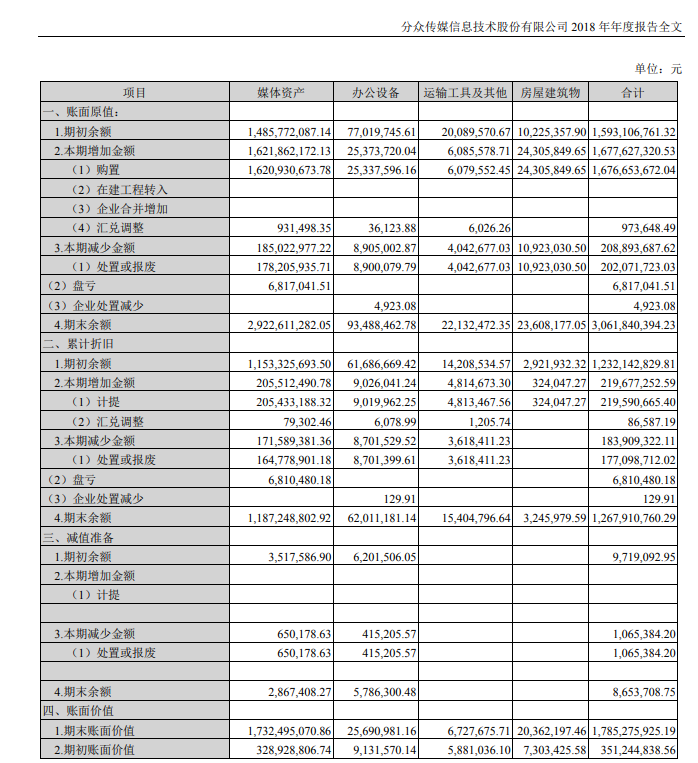 分众传媒信息技术股份有限公司 2018 年年度报告全文
单位：元
项目 媒体资产 办公设备 运输工具及其他 房屋建筑物 合计
一、账面原值：
1.期初余额 1,485,772,087.14 77,019,745.61 20,089,570.67 10,225,357.90 1,593,106,761.32
2.本期增加金额 1,621,862,172.13 25,373,720.04 6,085,578.71 24,305,849.65 1,677,627,320.53
（1）购置 1,620,930,673.78 25,337,596.16 6,079,552.45 24,305,849.65 1,676,653,672.04
（2）在建工程转入
（3）企业合并增加
（4）汇兑调整 931,498.35 36,123.88 6,026.26 973,648.49
3.本期减少金额 185,022,977.22 8,905,002.87 4,042,677.03 10,923,030.50 208,893,687.62
（1）处置或报废 178,205,935.71 8,900,079.79 4,042,677.03 10,923,030.50 202,071,723.03
（2）盘亏 6,817,041.51 6,817,041.51
（3）企业处置减少 4,923.08 4,923.08
4.期末余额 2,922,611,282.05 93,488,462.78 22,132,472.35 23,608,177.05 3,061,840,394.23
二、累计折旧
1.期初余额 1,153,325,693.50 61,686,669.42 14,208,534.57 2,921,932.32 1,232,142,829.81
2.本期增加金额 205,512,490.78 9,026,041.24 4,814,673.30 324,047.27 219,677,252.59
（1）计提 205,433,188.32 9,019,962.25 4,813,467.56 324,047.27 219,590,665.40
（2）汇兑调整 79,302.46 6,078.99 1,205.74 86,587.19
3.本期减少金额 171,589,381.36 8,701,529.52 3,618,411.23 183,909,322.11
（1）处置或报废 164,778,901.18 8,701,399.61 3,618,411.23 177,098,712.02
（2）盘亏 6,810,480.18 6,810,480.18
（3）企业处置减少 129.91 129.91
4.期末余额 1,187,248,802.92 62,011,181.14 15,404,796.64 3,245,979.59 1,267,910,760.29
三、减值准备
1.期初余额 3,517,586.90 6,201,506.05 9,719,092.95
2.本期增加金额
（1）计提
3.本期减少金额 650,178.63 415,205.57 1,065,384.20
（1）处置或报废 650,178.63 415,205.57 1,065,384.20
4.期末余额 2,867,408.27 5,786,300.48 8,653,708.75
四、账面价值
1.期末账面价值 1,732,495,070.86 25,690,981.16 6,727,675.71 20,362,197.46 1,785,275,925.19
2.期初账面价值 328,928,806.74 9,131,570.14 5,881,036.10 7,303,425.58 351,244,838.56